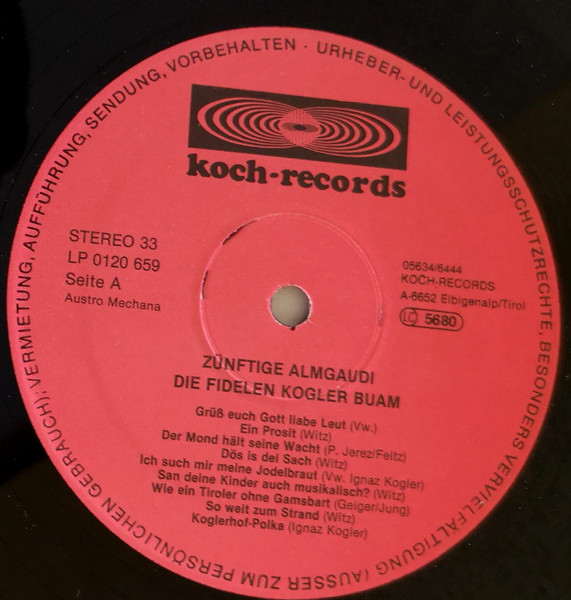 URHEBER- UND LEISTUNGSSCHUTZRECHTE, BESONDERS VERVIELFÄLTIGUNG (AUSSER ZUM PERSÖNLICHEN GEBRAUCH); VERMIETUNG, AUFFÜHRUNG, SENDUNG, VORBEHALTEN ·
koch-records
STEREO 33
LP 0120 659
Seite A
Austro Mechana
05634/6444
KOCH-RECORDS
A-6652 Elbigenalp/Tirol
LC 5680
ZÜNFTIGE ALMGAUDI
DIE FIDELEN KOGLER BUAM
Grüß euch Gott liabe Leut (Vw.)
Ein Prosit (Witz)
Der Mond hält seine Wacht (P. Jerez/Feltz)
Dös is dei Sach (Witz)
Ich such mir meine Jodelbraut (Vw. Ignaz Kogler)
San deine Kinder auch musikalisch? (Witz)
Wie ein Tiroler ohne Gamsbart (Geiger/Jung)
So weit zum Strand (Witz)
Koglerhof-Polka (Ignaz Kogler)